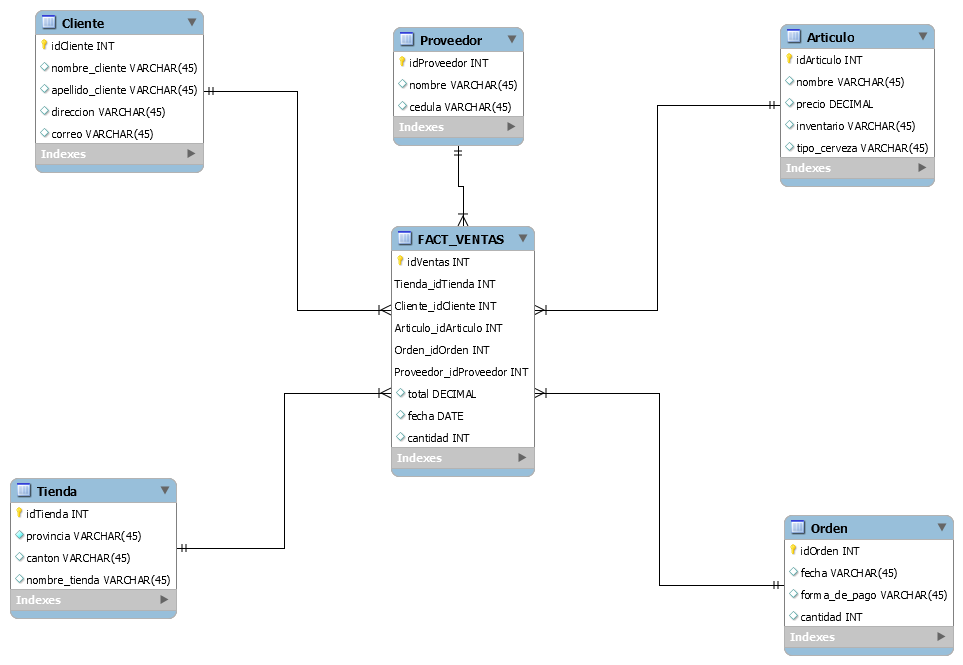 Cliente
idCliente INT
nombre_cliente VARCHAR(45)
apellido_cliente VARCHAR(45)
direccion VARCHAR(45)
correo VARCHAR(45)
Indexes
Proveedor
idProveedor INT
nombre VARCHAR(45)
cedula VARCHAR(45)
Indexes
Articulo
idArticulo INT
nombre VARCHAR(45)
precio DECIMAL
inventario VARCHAR(45)
tipo_cerveza VARCHAR(45)
Indexes
FACT_VENTAS
idVentas INT
Tienda_idTienda INT
Cliente_idCliente INT
Articulo_idArticulo INT
Orden_idOrden INT
Proveedor_idProveedor INT
total DECIMAL
fecha DATE
cantidad INT
Indexes
Tienda
idTienda INT
provincia VARCHAR(45)
canton VARCHAR(45)
nombre_tienda VARCHAR(45)
Indexes
Orden
idOrden INT
fecha VARCHAR(45)
forma_de_pago VARCHAR(45)
cantidad INT
Indexes